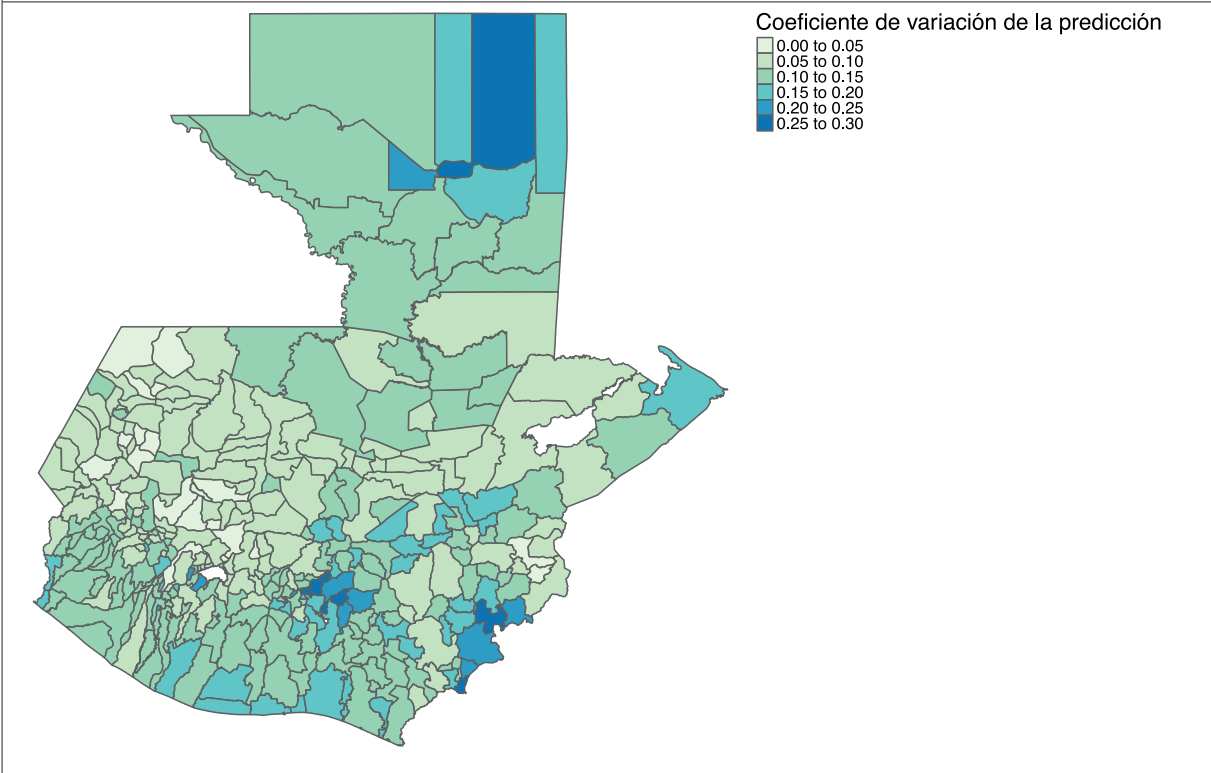 Coeficiente de variación de la predicción
0.00 to 0.05
0.05 to 0.10
0.10 to 0.15
0.15 to 0.20
0.20 to 0.25
0.25 to 0.30